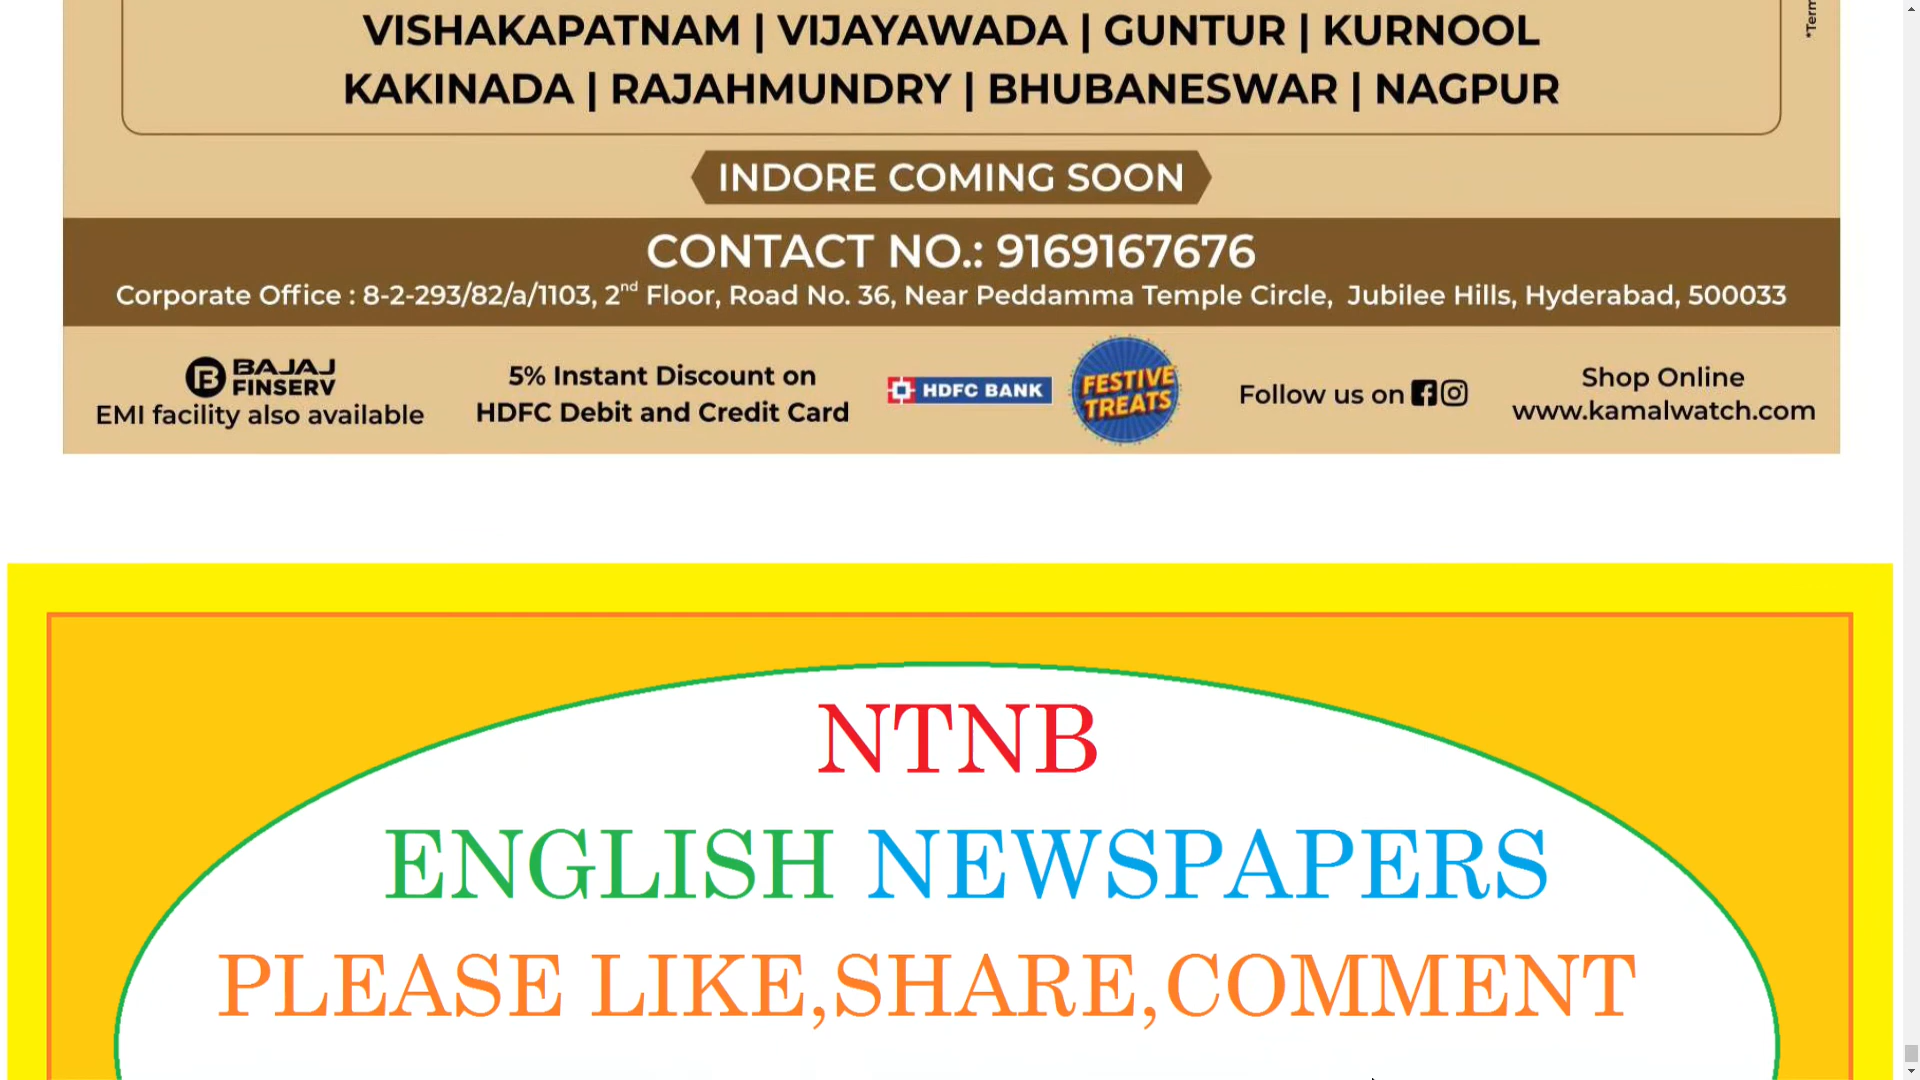 VISHAKAPATNAM | VIJAYAWADA | GUNTUR | KURNOOL
KAKINADA | RAJAHMUNDRY | BHUBANESWAR | NAGPUR
*Term
INDORE COMING SOON
CONTACT NO.: 9169167676
Corporate Office : 8-2-293/82/a/1103, 2nd Floor, Road No. 36, Near Peddamma Temple Circle, Jubilee Hills, Hyderabad, 500033
BAJAJ
FINSERV
EMI facility also available
5% Instant Discount on
HDFC Debit and Credit Card
HDFC BANK
FESTIVE
TREATS
Follow us on
Shop Online
www.kamalwatch.com
NTNB
ENGLISH NEWSPAPERS
PLEASE LIKE,SHARE,COMMENT